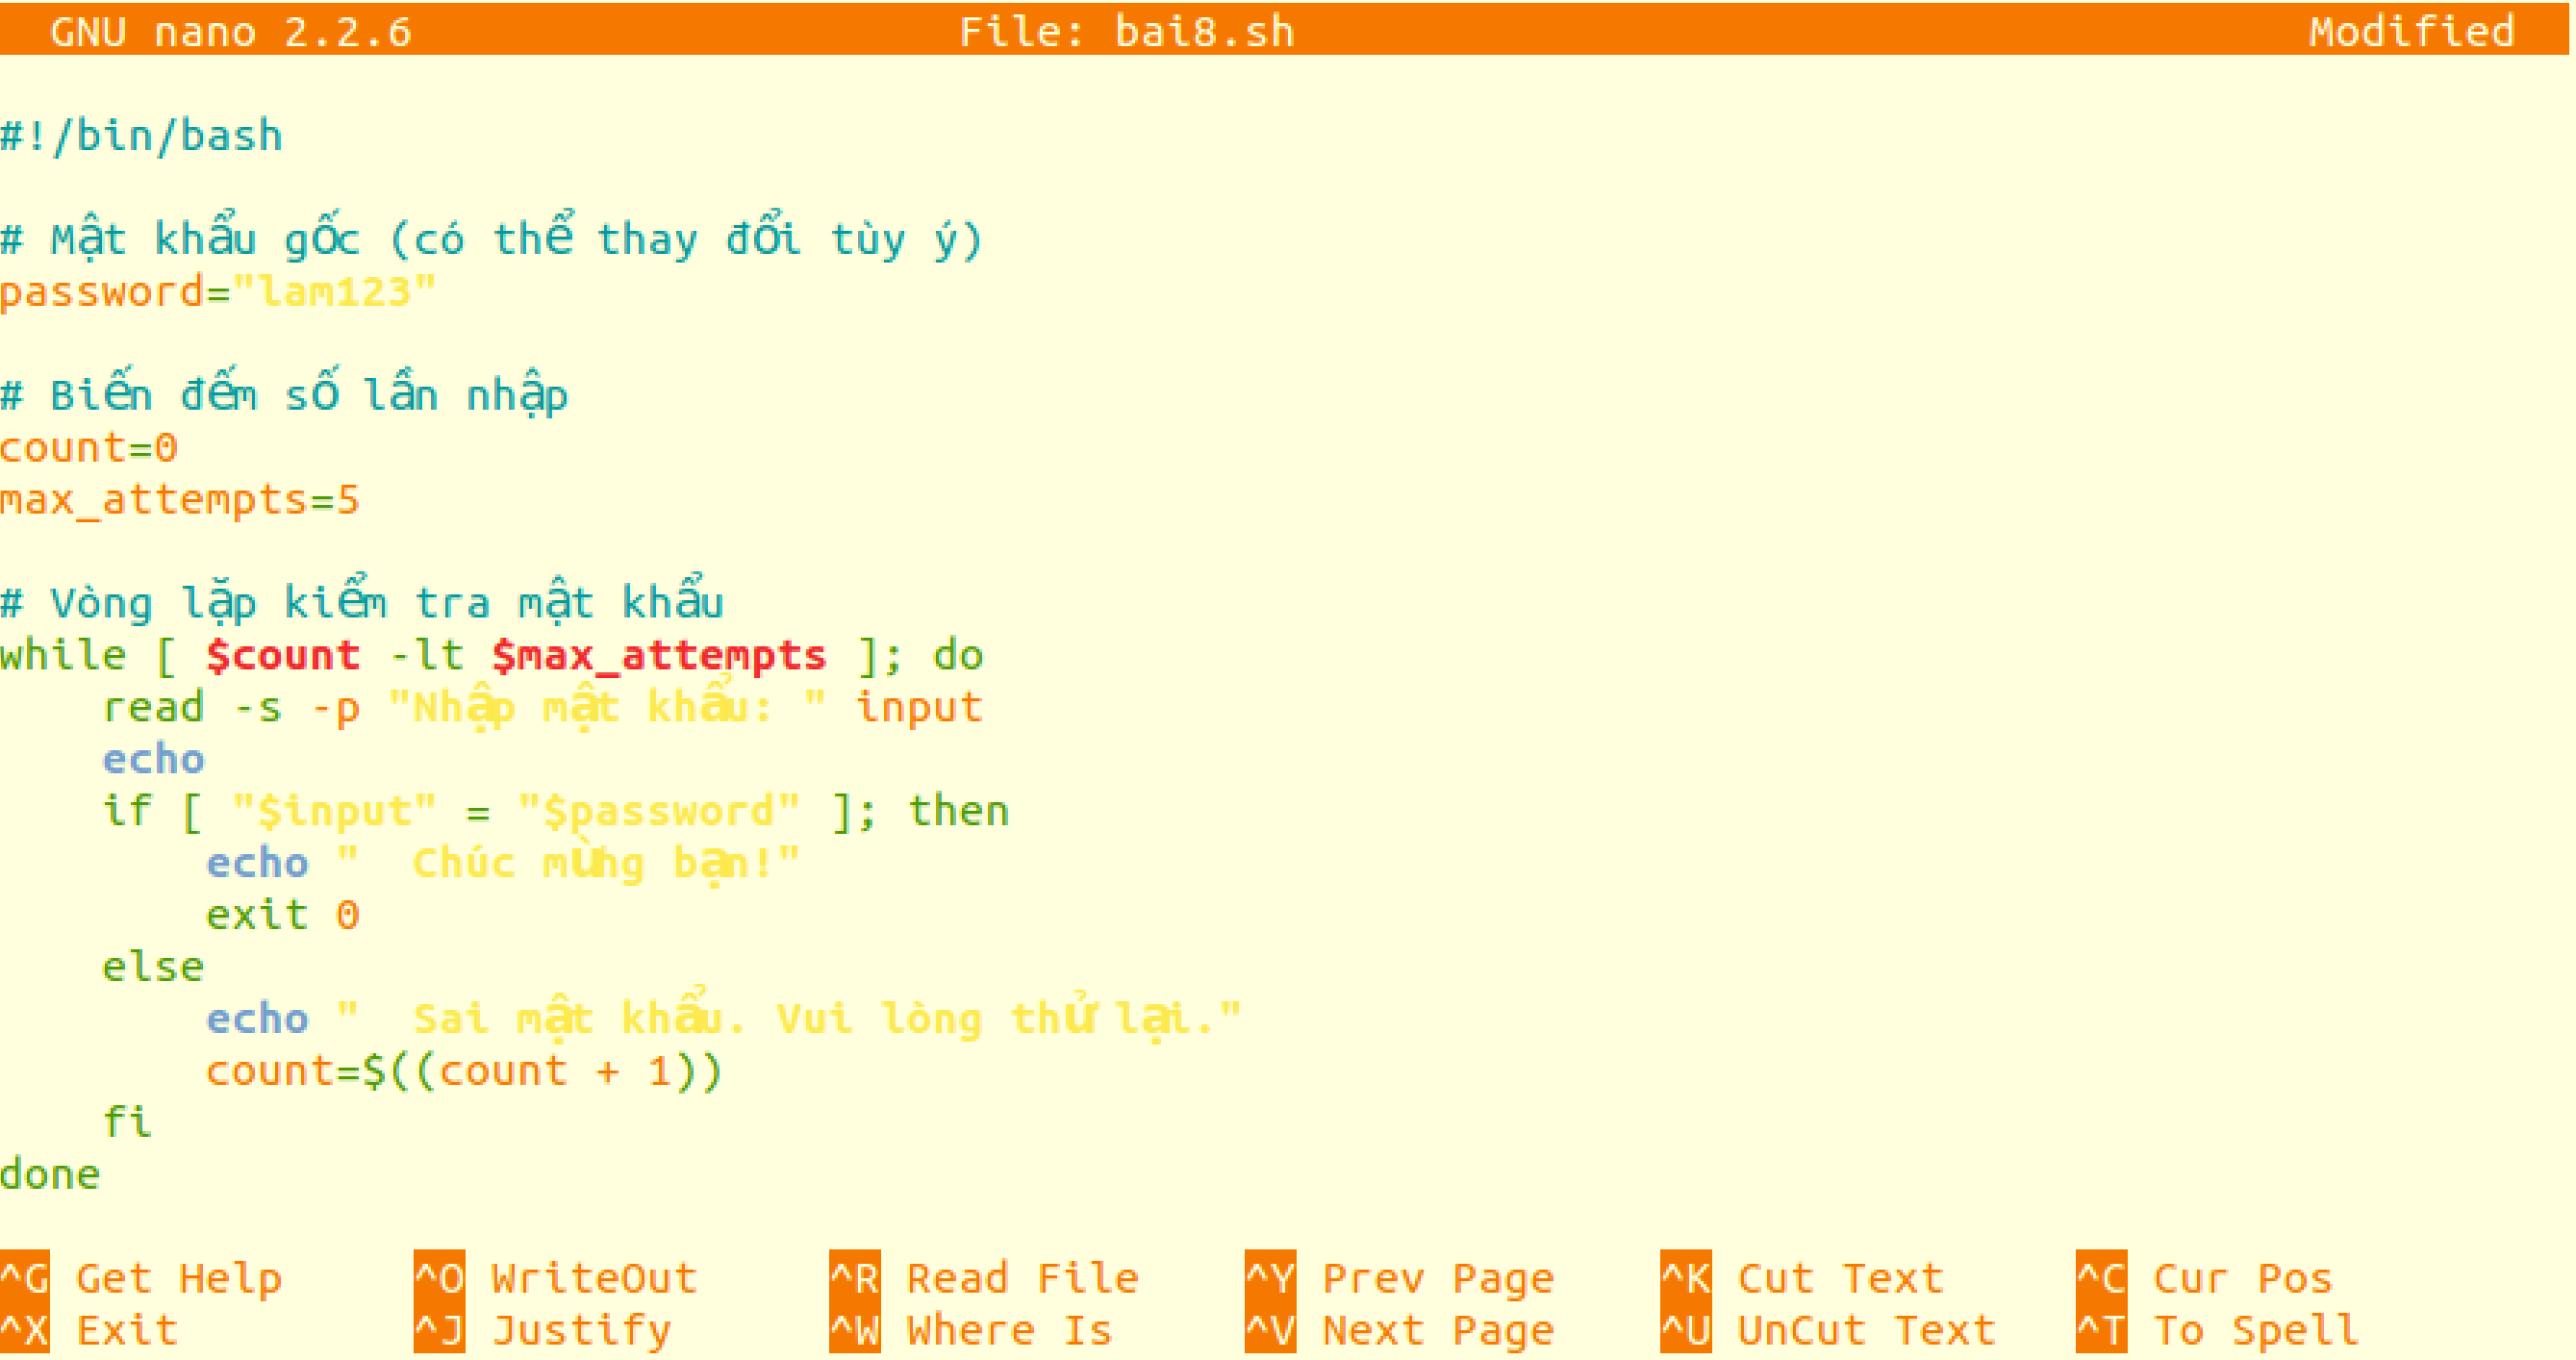 GNU nano 2.2.6 File: bai8.sh Modified
#!/bin/bash
# Mật khẩu gốc (có thể thay đổi tùy ý)
password="lam123"
# Biến đếm số lần nhập
count=0
max_attempts=5
# Vòng lặp kiểm tra mật khẩu
while [ $count -lt $max_attempts ]; do
    read -s -p "Nhập mật khẩu: " input
    echo
    if [ "$input" = "$password" ]; then
        echo "  Chúc mừng bạn!"
        exit 0
    else
        echo "  Sai mật khẩu. Vui lòng thử lại."
        count=$((count + 1))
    fi
done
^G Get Help ^O WriteOut ^R Read File ^Y Prev Page ^K Cut Text ^C Cur Pos
^X Exit ^J Justify ^W Where Is ^V Next Page ^U UnCut Text ^T To Spell